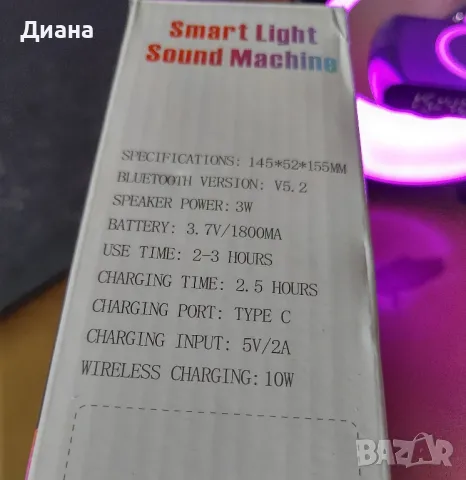 Диана
Smart Light
Sound Machine
SPECIFICATIONS: 145*52*155MM
BLUETOOTH VERSION: V5.2
SPEAKER POWER: 3W
BATTERY: 3.7V/1800MA
USE TIME: 2-3 HOURS
CHARGING TIME: 2.5 HOURS
CHARGING PORT: TYPE C
CHARGING INPUT: 5V/2A
WIRELESS CHARGING: 10W
BAZAR